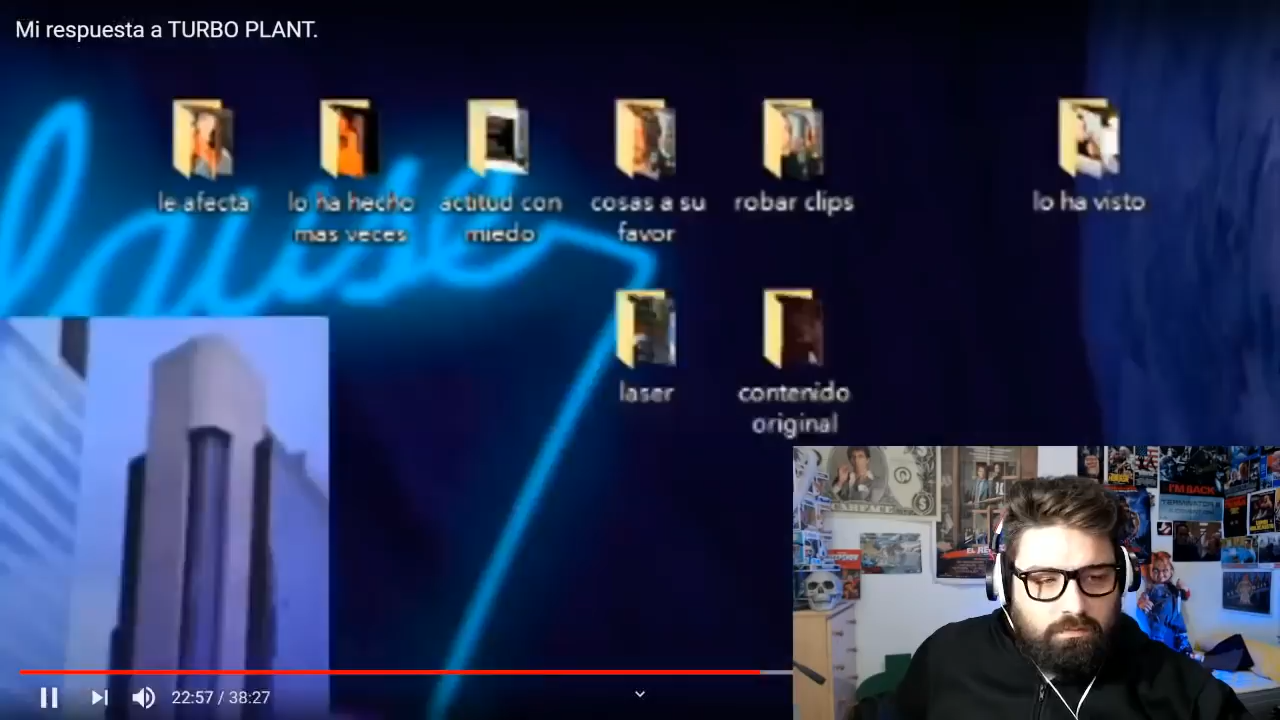 Mi respuesta a TURBO PLANT.
le afecta
lo ha hecho
mas veces
actitud con
miedo
cosas a su
favor
robar clips
lo ha visto
laser
contenido
original
I'M BACK
22:57 / 38:27